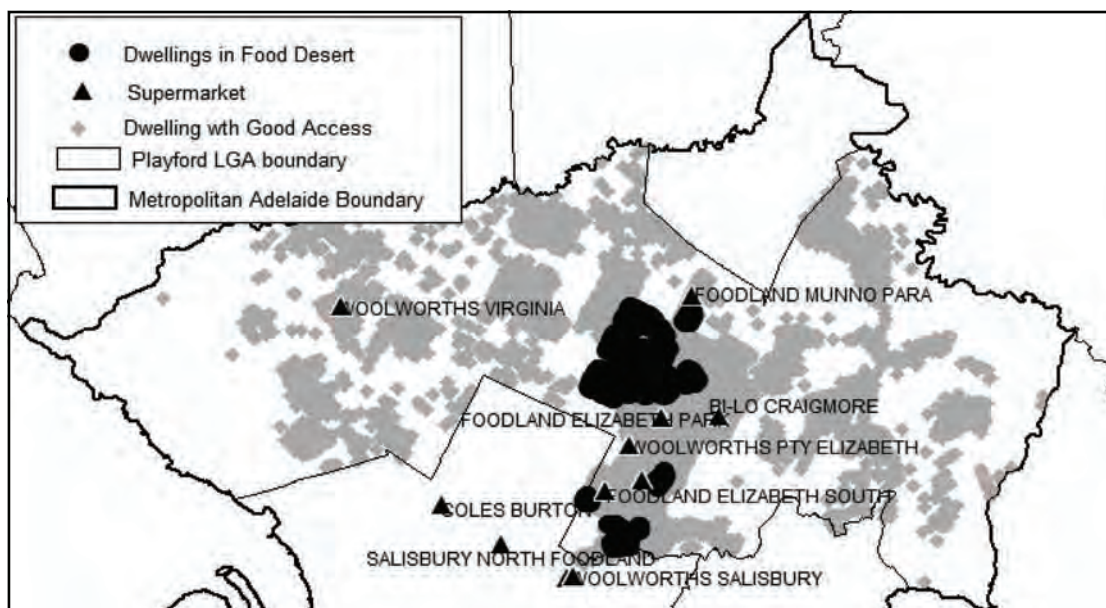 Dwellings in Food Desert
Supermarket
Dwelling wth Good Access
Playford LGA boundary
Metropolitan Adelaide Boundary
FOODLAND MUNNO PARA
WOOLWORTHS VIRGINIA
BI-LO CRAIGMORE
FOODLAND ELIZABETH PARK
WOOLWORTHS PTY ELIZABETH
FOODLAND ELIZABETH SOUTH
COLES BURTON
SALISBURY NORTH FOODLAND
WOOLWORTHS SALISBURY